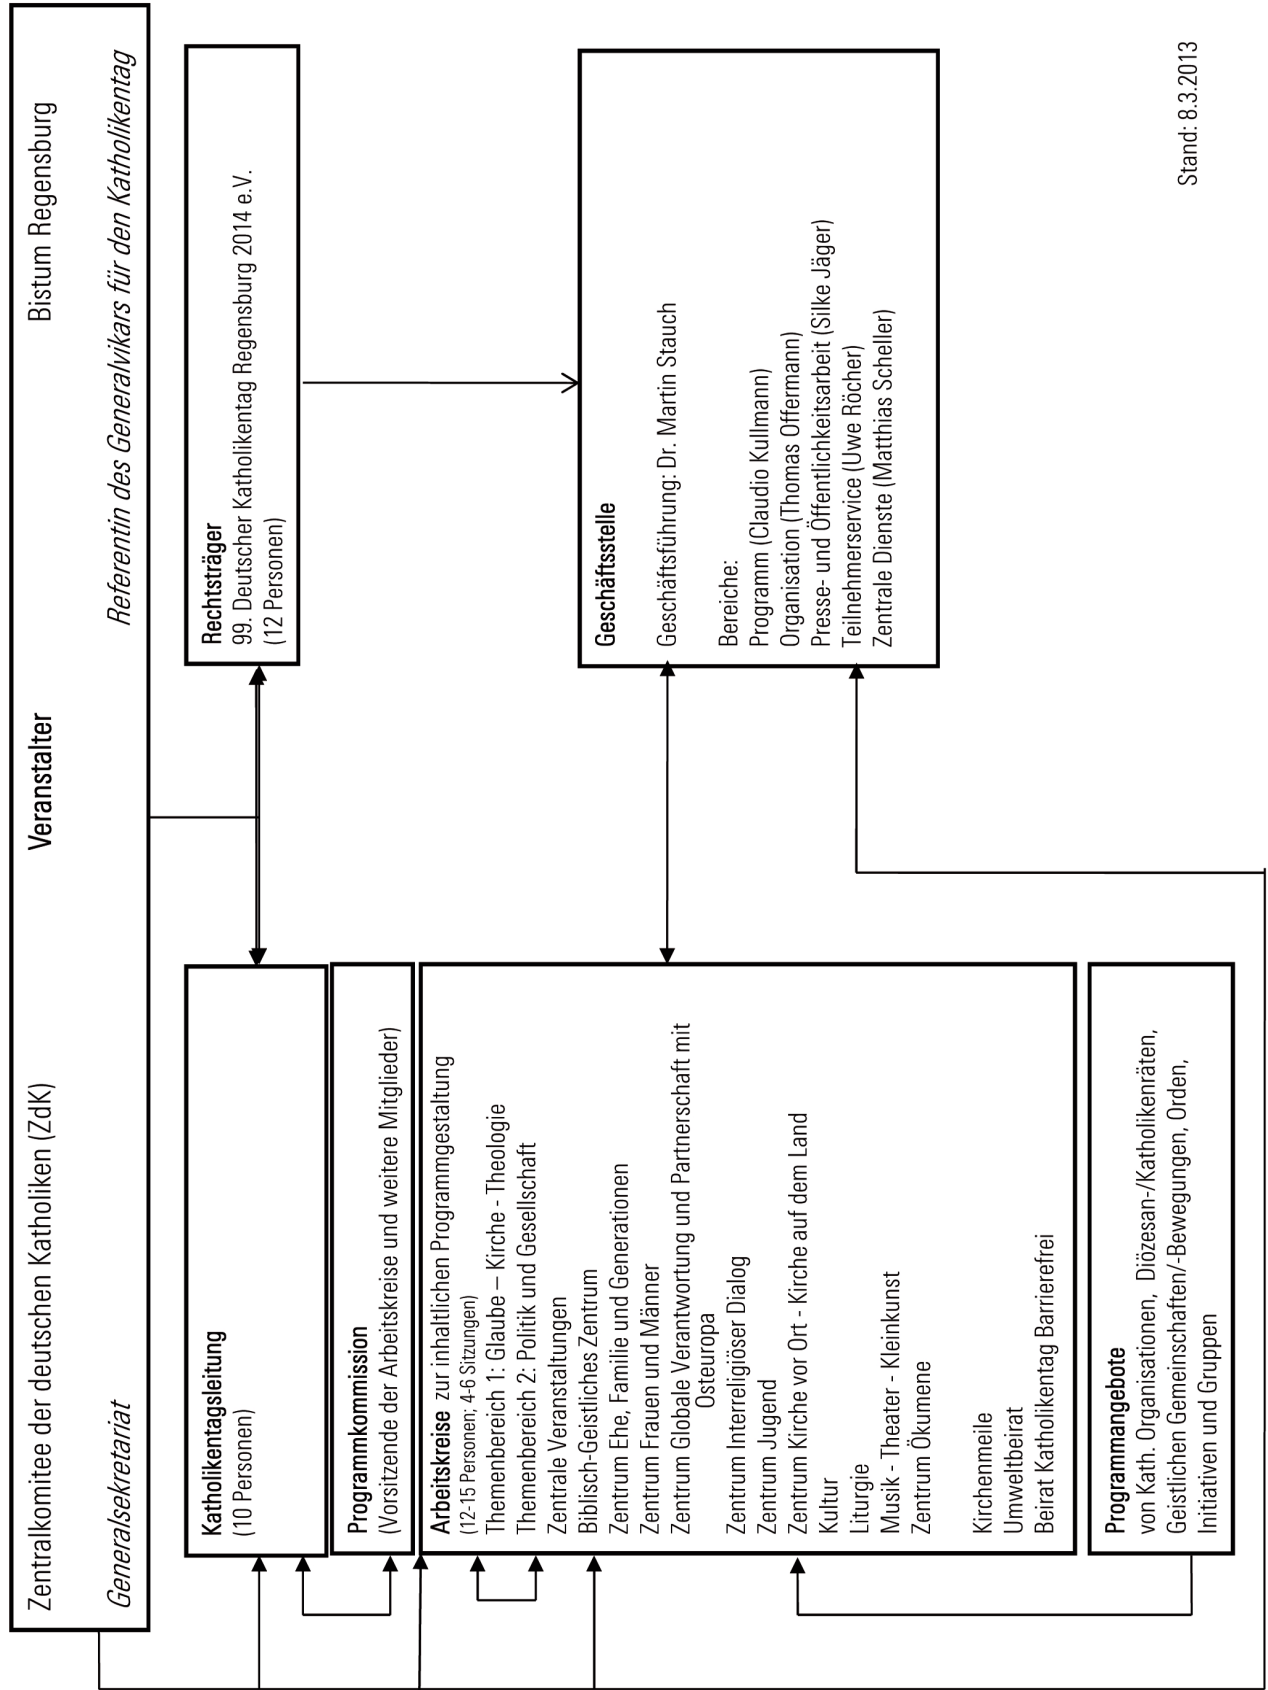 Veranstalter
Zentralkomitee der deutschen Katholiken (ZdK)
Bistum Regensburg
Generalsekretariat
Referentin des Generalvikars für den Katholikentag
Katholikentagsleitung
(10 Personen)
Rechtsträger
99. Deutscher Katholikentag Regensburg 2014 e.V.
(12 Personen)
Programmkomission
(Vorsitzende der Arbeitskreise und weitere Mitglieder)
Arbeitskreise zur inhaltlichen Programmgestaltung
(12-15 Personen; 4-6 Sitzungen)
Themenbereich 1: Glaube – Kirche - Theologie
Themenbereich 2: Politik und Gesellschaft
Zentrale Veranstaltungen
Biblisch-Geistliches Zentrum
Zentrum Ehe, Familie und Generationen
Zentrum Frauen und Männer
Zentrum Globale Verantwortung und Partnerschaft mit
Osteuropa
Zentrum Interreligiöser Dialog
Zentrum Jugend
Zentrum Kirche vor Ort - Kirche auf dem Land
Kultur
Liturgie
Musik - Theater - Kleinkunst
Zentrum Ökumene
Kirchenmeile
Umweltbeirat
Beirat Katholikentag Barrierefrei
Geschäftsstelle
Geschäftsführung: Dr. Martin Stauch
Bereiche:
Programm (Claudio Kullmann)
Organisation (Thomas Offermann)
Presse- und Öffentlichkeitsarbeit (Silke Jäger)
Teilnehmerservice (Uwe Röcher)
Zentrale Dienste (Matthias Scheller)
Programmangebote
von Kath. Organisationen, Diözesan-/Katholikenräten,
Geistlichen Gemeinschaften/-Bewegungen, Orden,
Initiativen und Gruppen
Stand: 8.3.2013